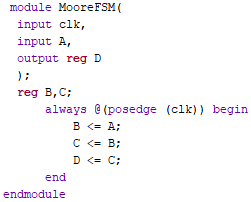 module MooreFSM(
input clk,
input A,
output reg D
);
reg B,C;
always @(posedge (clk)) begin
B <= A;
C <= B;
D <= C;
end
endmodule